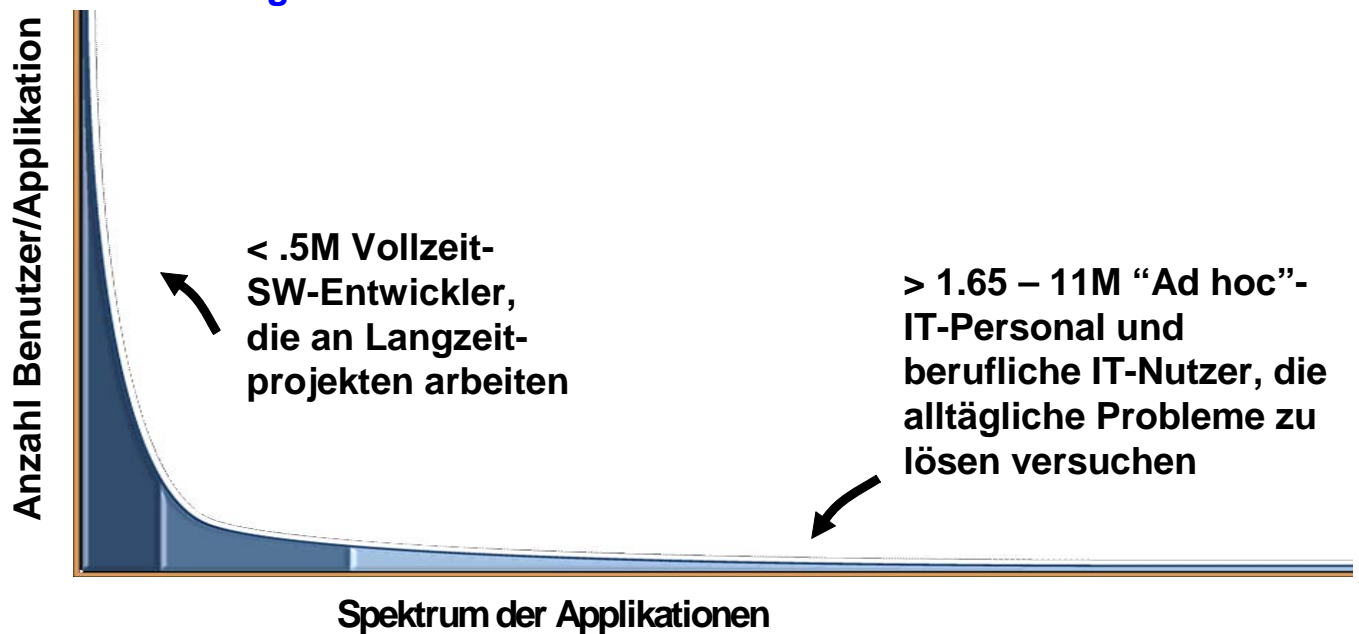 Anzahl Benutzer/Applikation
< .5M Vollzeit-
SW-Entwickler,
die an Langzeit-
projekten arbeiten
> 1.65 – 11M “Ad hoc”-
IT-Personal und
berufliche IT-Nutzer, die
alltägliche Probleme zu
lösen versuchen
Spektrum der Applikationen